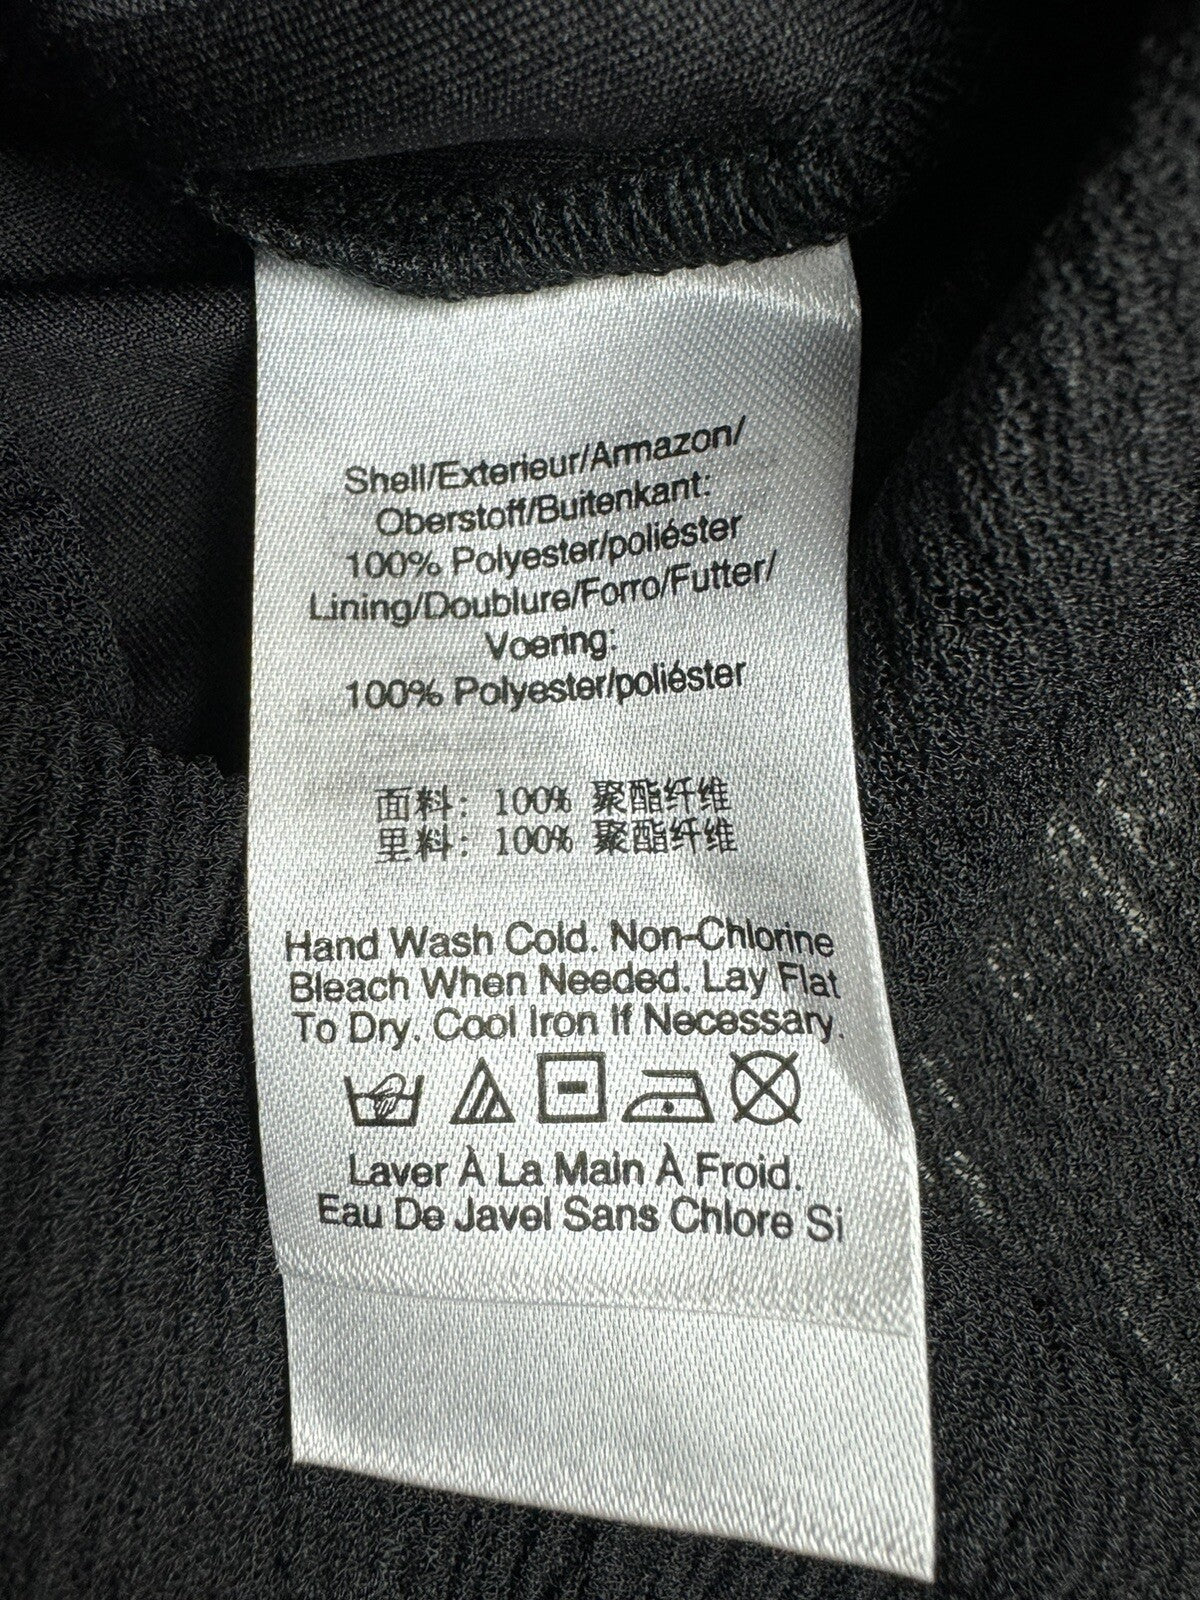 Shell/Exterieur/Armazon/
Oberstoff/Buitenkant:
100% Polyester/poliéster
Lining/Doublure/Forro/Futter/
Voering:
100% Polyester/poliéster
面料: 100% 聚酯纤维
里料: 100% 聚酯纤维
Hand Wash Cold. Non-Chlorine
Bleach When Needed. Lay Flat
To Dry. Cool Iron If Necessary.
Laver À La Main À Froid.
Eau De Javel Sans Chlore Si